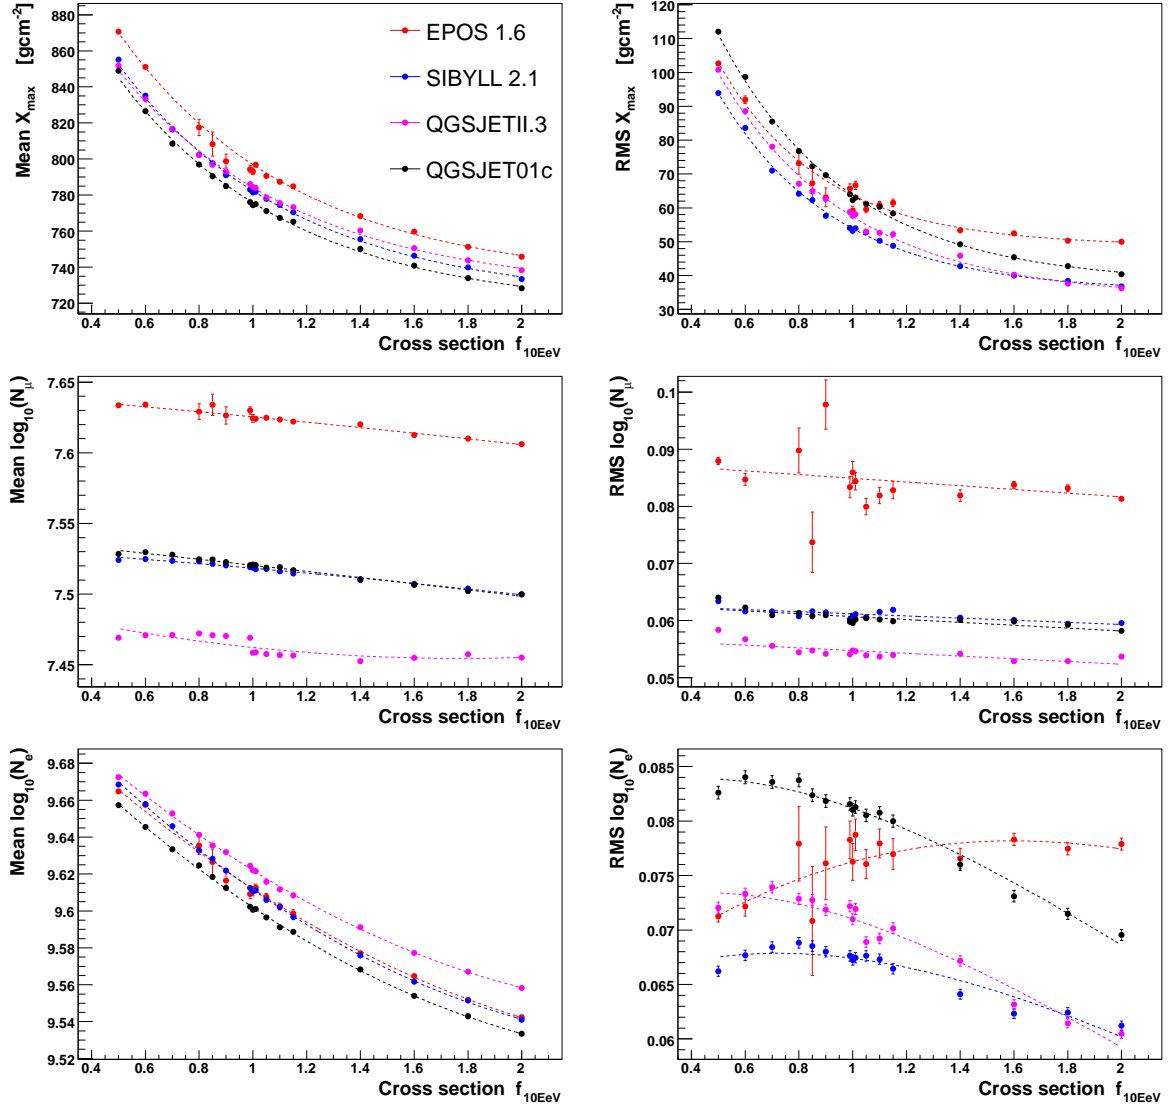 Mean X_max [gcm^-2]
880
860
840
820
800
780
760
740
720
EPOS 1.6
SIBYLL 2.1
QGSJETII.3
QGSJET01c
0.4 0.6 0.8 1 1.2 1.4 1.6 1.8 2
Cross section f_10EeV
RMS X_max [gcm^-2]
120
110
100
90
80
70
60
50
40
30
0.4 0.6 0.8 1 1.2 1.4 1.6 1.8 2
Cross section f_10EeV
Mean log_10(N_μ)
7.65
7.6
7.55
7.5
7.45
0.4 0.6 0.8 1 1.2 1.4 1.6 1.8 2
Cross section f_10EeV
RMS log_10(N_μ)
0.1
0.09
0.08
0.07
0.06
0.05
0.4 0.6 0.8 1 1.2 1.4 1.6 1.8 2
Cross section f_10EeV
Mean log_10(N_e)
9.68
9.66
9.64
9.62
9.6
9.58
9.56
9.54
9.52
0.4 0.6 0.8 1 1.2 1.4 1.6 1.8 2
Cross section f_10EeV
RMS log_10(N_e)
0.085
0.08
0.075
0.07
0.065
0.06
0.4 0.6 0.8 1 1.2 1.4 1.6 1.8 2
Cross section f_10EeV